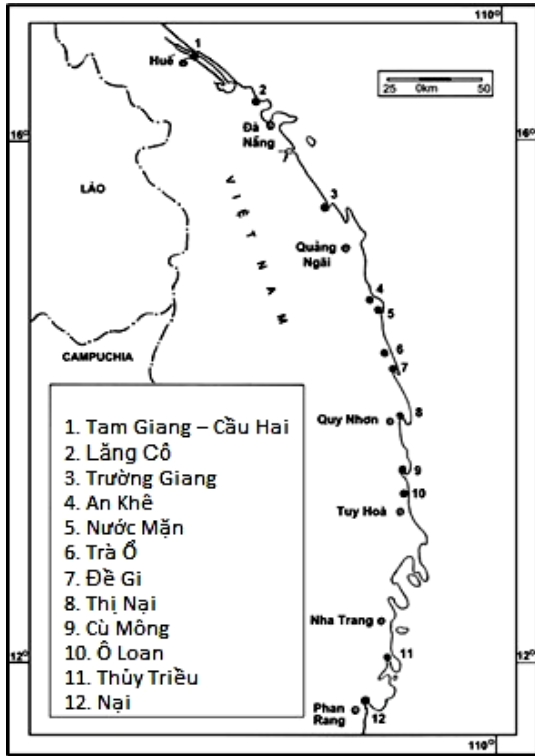 110°
1
Huế
2
25 0km 50
Đà
Nẵng
16°
16°
LÀO
VIỆT NAM
3
Quảng
Ngãi
4
5
CAMPUCHIA
6
7
1. Tam Giang – Cầu Hai
2. Lăng Cô
3. Trường Giang
4. An Khê
5. Nước Mặn
6. Trà Ổ
7. Đề Gi
8. Thị Nại
9. Cù Mông
10. Ô Loan
11. Thủy Triều
12. Nại
Quy Nhơn
8
9
10
Tuy Hoà
Nha Trang
11
12°
12°
Phan
Rang
12
110°